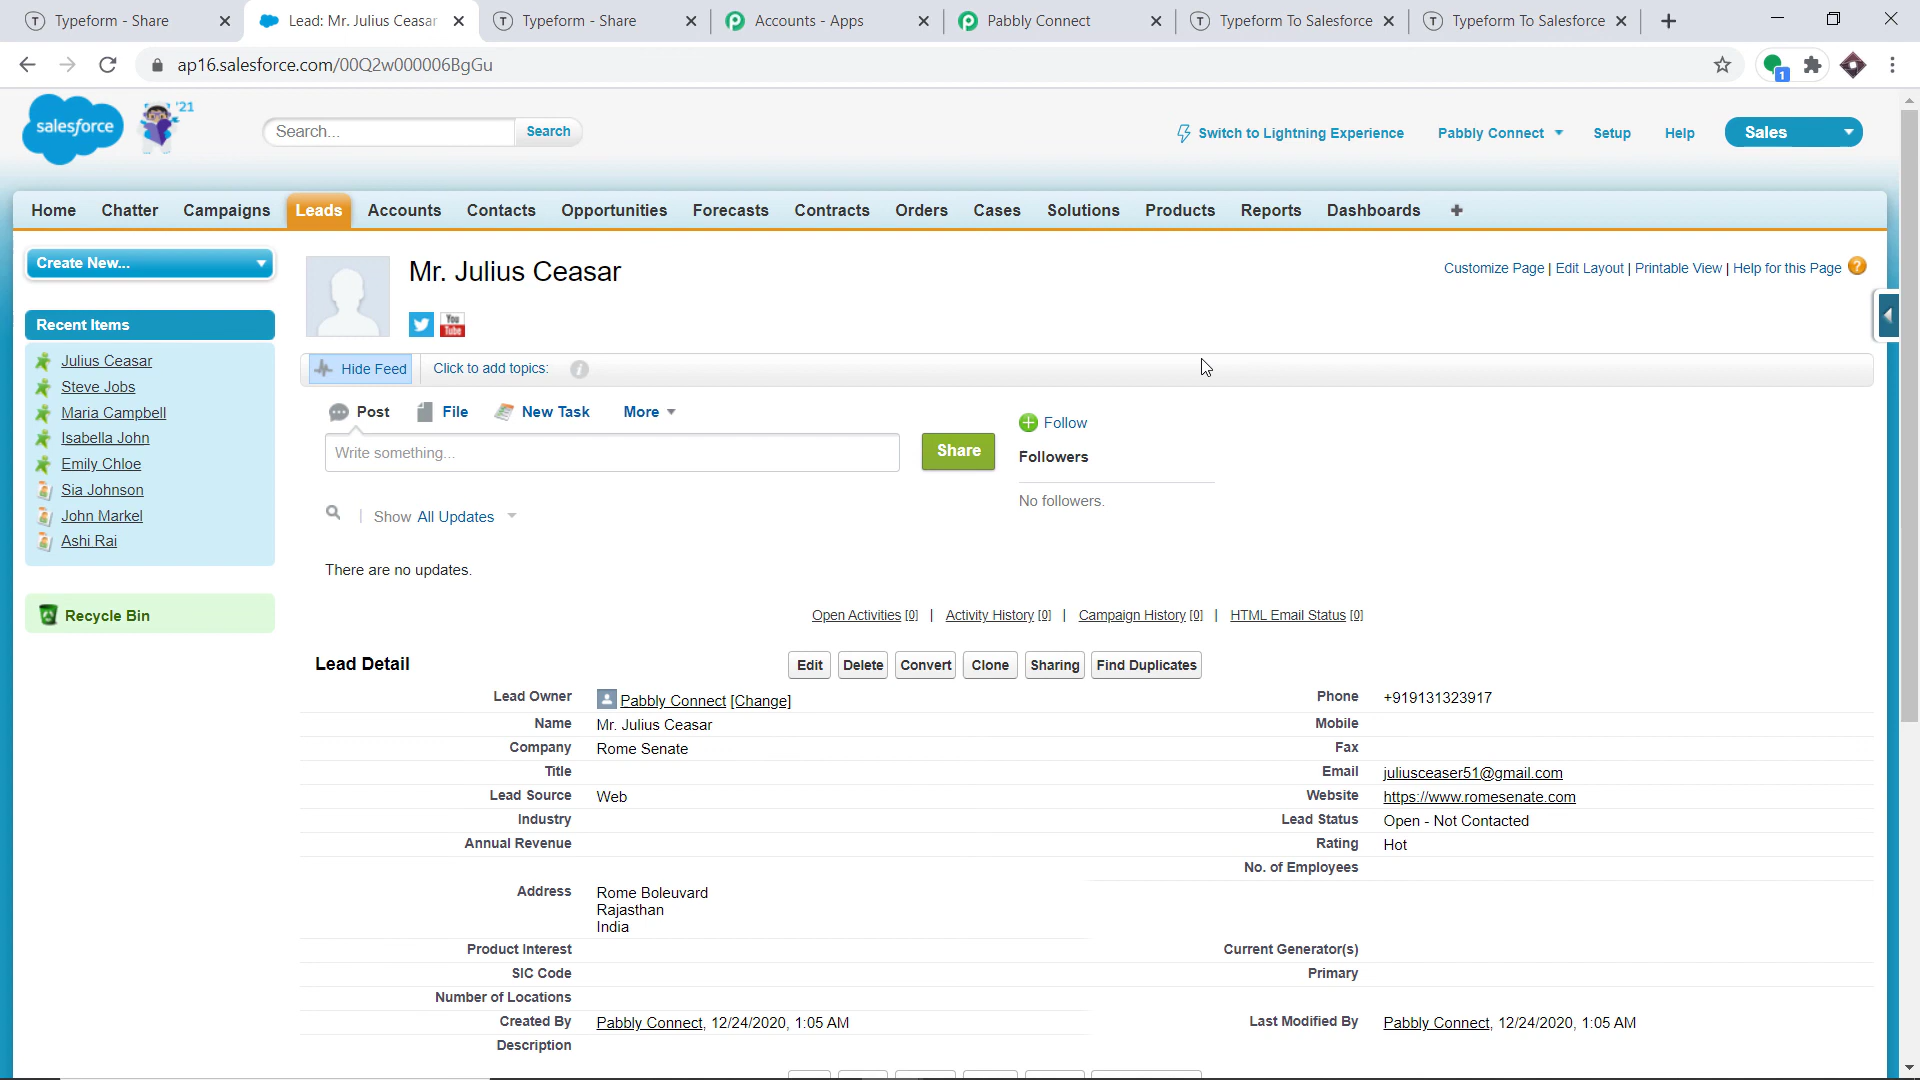 Typeform - Share
Lead: Mr. Julius Ceasar
Typeform - Share
Accounts - Apps
Pabbly Connect
Typeform To Salesforce
Typeform To Salesforce
ap16.salesforce.com/00Q2w000006BgGu
1
salesforce
'21
Search...
Search
Switch to Lightning Experience
Pabbly Connect
Setup
Help
Sales
Home
Chatter
Campaigns
Leads
Accounts
Contacts
Opportunities
Forecasts
Contracts
Orders
Cases
Solutions
Products
Reports
Dashboards
Create New...
Recent Items
Julius Ceasar
Steve Jobs
Maria Campbell
Isabella John
Emily Chloe
Sia Johnson
John Markel
Ashi Rai
Recycle Bin
Mr. Julius Ceasar
You Tube
Customize Page | Edit Layout | Printable View | Help for this Page ?
Hide Feed
Click to add topics:
i
Post
File
New Task
More
Write something...
Share
Follow
Followers
No followers.
Show All Updates
There are no updates.
Open Activities [0] | Activity History [0] | Campaign History [0] | HTML Email Status [0]
Lead Detail
Edit
Delete
Convert
Clone
Sharing
Find Duplicates
Lead Owner Pabbly Connect [Change]
Phone +919131323917
Name Mr. Julius Ceasar
Mobile
Company Rome Senate
Fax
Title
Email juliusceaser51@gmail.com
Lead Source Web
Website https://www.romesenate.com
Industry
Lead Status Open - Not Contacted
Annual Revenue
Rating Hot
No. of Employees
Address Rome Boleuvard
Rajasthan
India
Product Interest
Current Generator(s)
SIC Code
Primary
Number of Locations
Created By Pabbly Connect, 12/24/2020, 1:05 AM
Last Modified By Pabbly Connect, 12/24/2020, 1:05 AM
Description